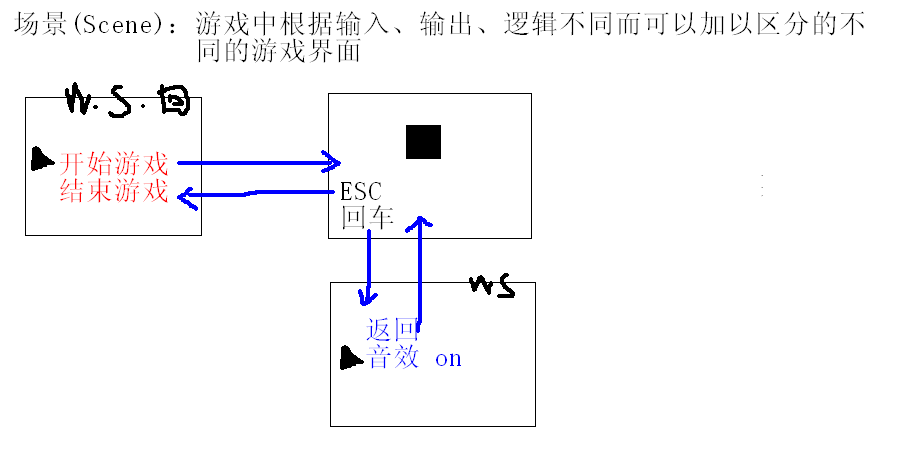 场景(Scene)：游戏中根据输入、输出、逻辑不同而可以加以区分的不
同的游戏界面
W.S.回
开始游戏
结束游戏
ESC
回车
WS
返回
音效 on